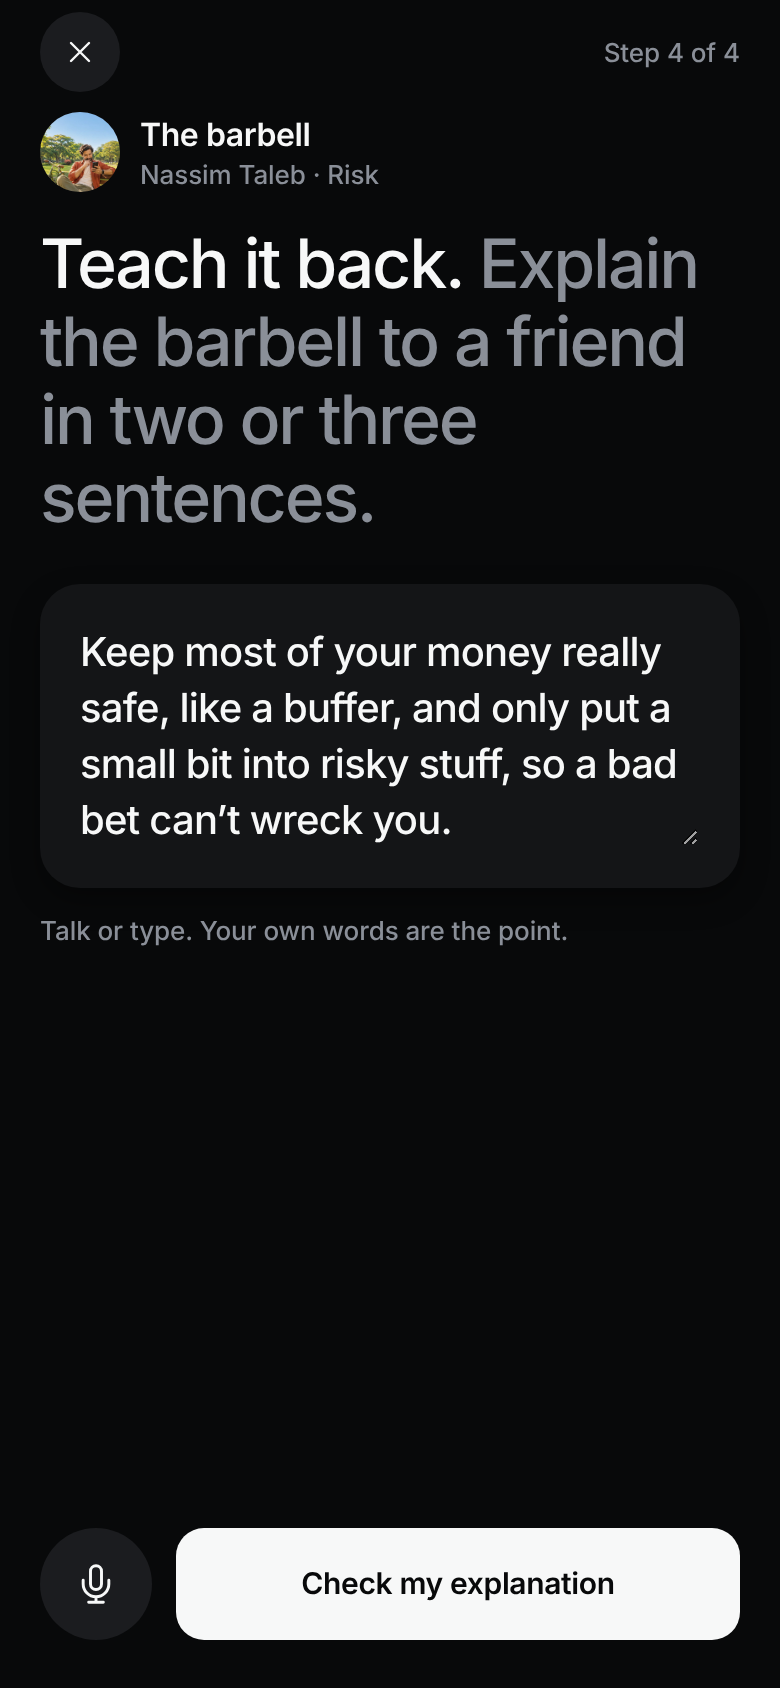 Step 4 of 4
The barbell
Nassim Taleb · Risk
Teach it back. Explain
the barbell to a friend
in two or three
sentences.
Keep most of your money really
safe, like a buffer, and only put a
small bit into risky stuff, so a bad
bet can’t wreck you.
Talk or type. Your own words are the point.
Check my explanation